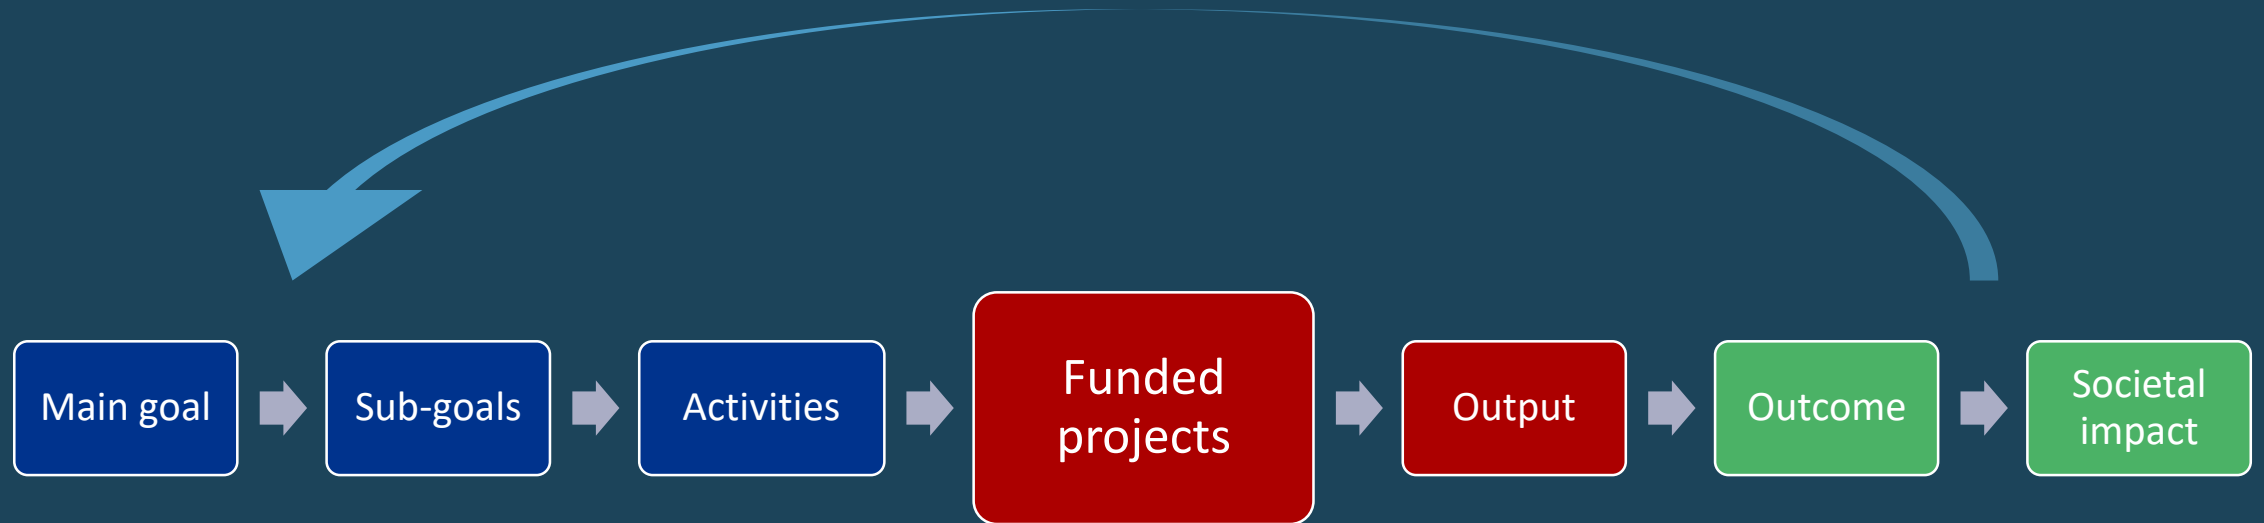 Main goal
Sub-goals
Activities
Funded
projects
Output
Outcome
Societal
impact